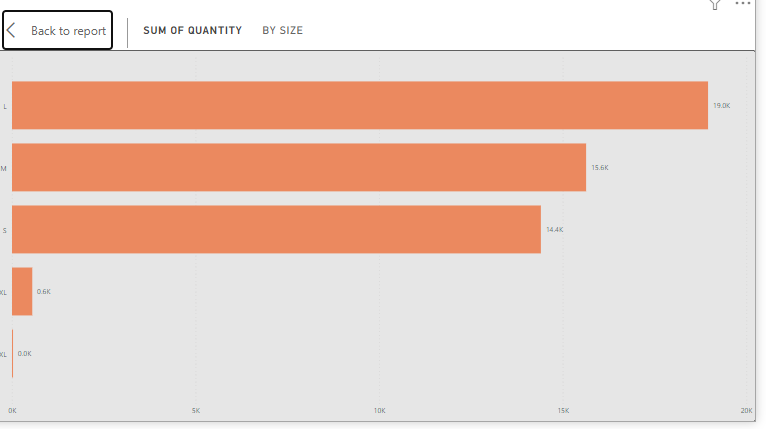 Back to report
SUM OF QUANTITY
BY SIZE
L
19.0K
M
15.6K
S
14.4K
XL
0.6K
XL
0.0K
0K
5K
10K
15K
20K